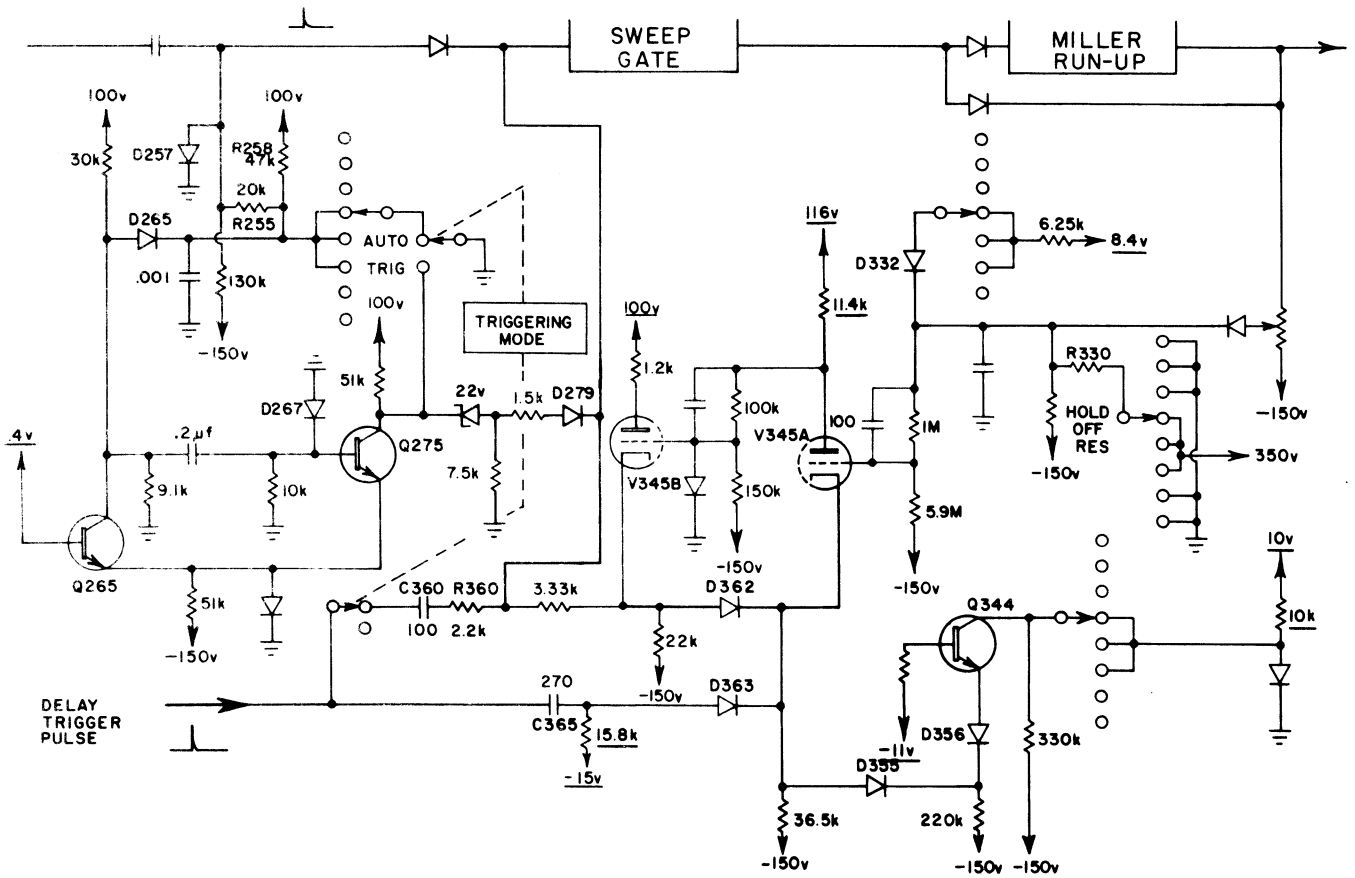 SWEEP
GATE
MILLER
RUN-UP
100v
100v
30k
D257
R258
47k
20k
R255
D265
AUTO
TRIG
.001
130k
-150v
100v
TRIGGERING
MODE
116v
11.4k
D332
6.25k
8.4v
100v
1.2k
51k
22v
1.5k
D279
D267
Q275
100k
V345A
100
1M
R330
HOLD
OFF
RES
-150v
-150v
350v
.4v
.2µf
9.1k
10k
7.5k
V345B
150k
5.9M
-150v
-150v
10v
10k
Q265
51k
-150v
C360
100
R360
2.2k
3.33k
D362
22k
-150v
Q344
DELAY
TRIGGER
PULSE
270
C365
15.8k
-15v
D363
-11v
D356
330k
D355
36.5k
220k
-150v
-150v
-150v